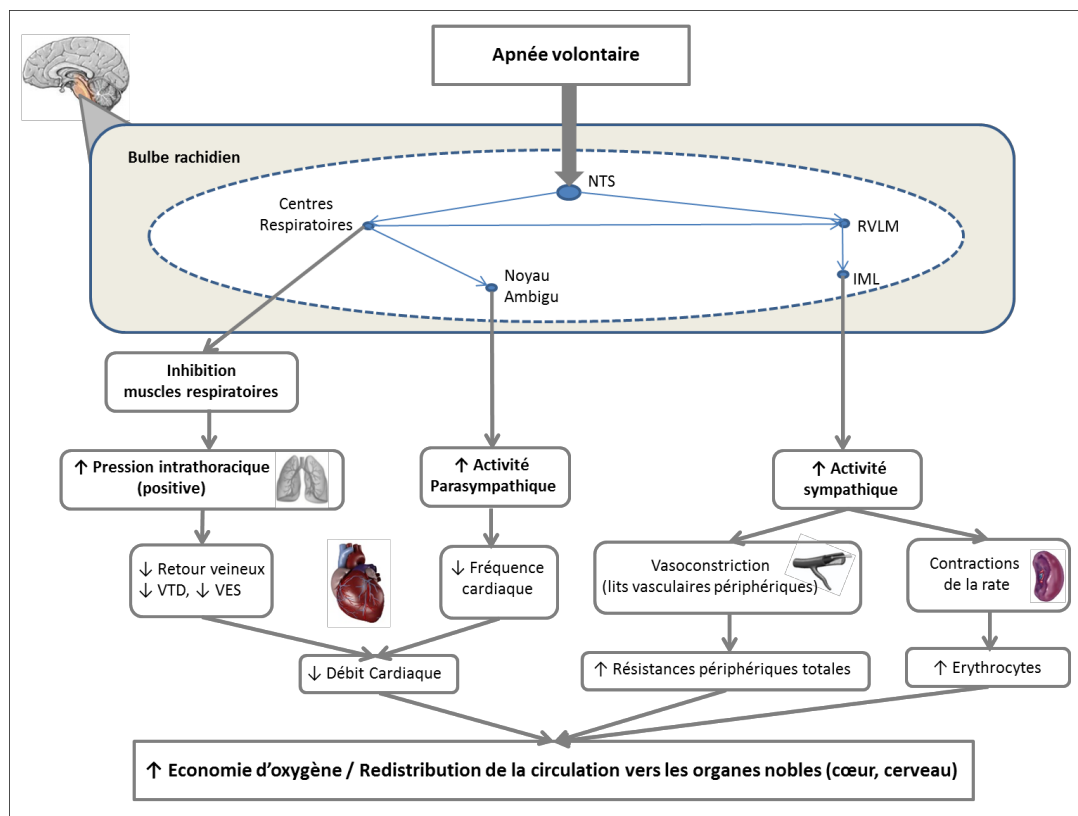 Apnée volontaire
Bulbe rachidien
NTS
Centres
Respiratoires
RVLM
Noyau
Ambigu
IML
Inhibition
muscles respiratoires
↑ Pression intrathoracique
(positive)
↑ Activité
Parasympathique
↑ Activité
sympathique
↓ Retour veineux
↓ VTD, ↓ VES
↓ Fréquence
cardiaque
Vasoconstriction
(lits vasculaires périphériques)
Contractions
de la rate
↓ Débit Cardiaque
↑ Résistances périphériques totales
↑ Erythrocytes
↑ Economie d’oxygène / Redistribution de la circulation vers les organes nobles (cœur, cerveau)